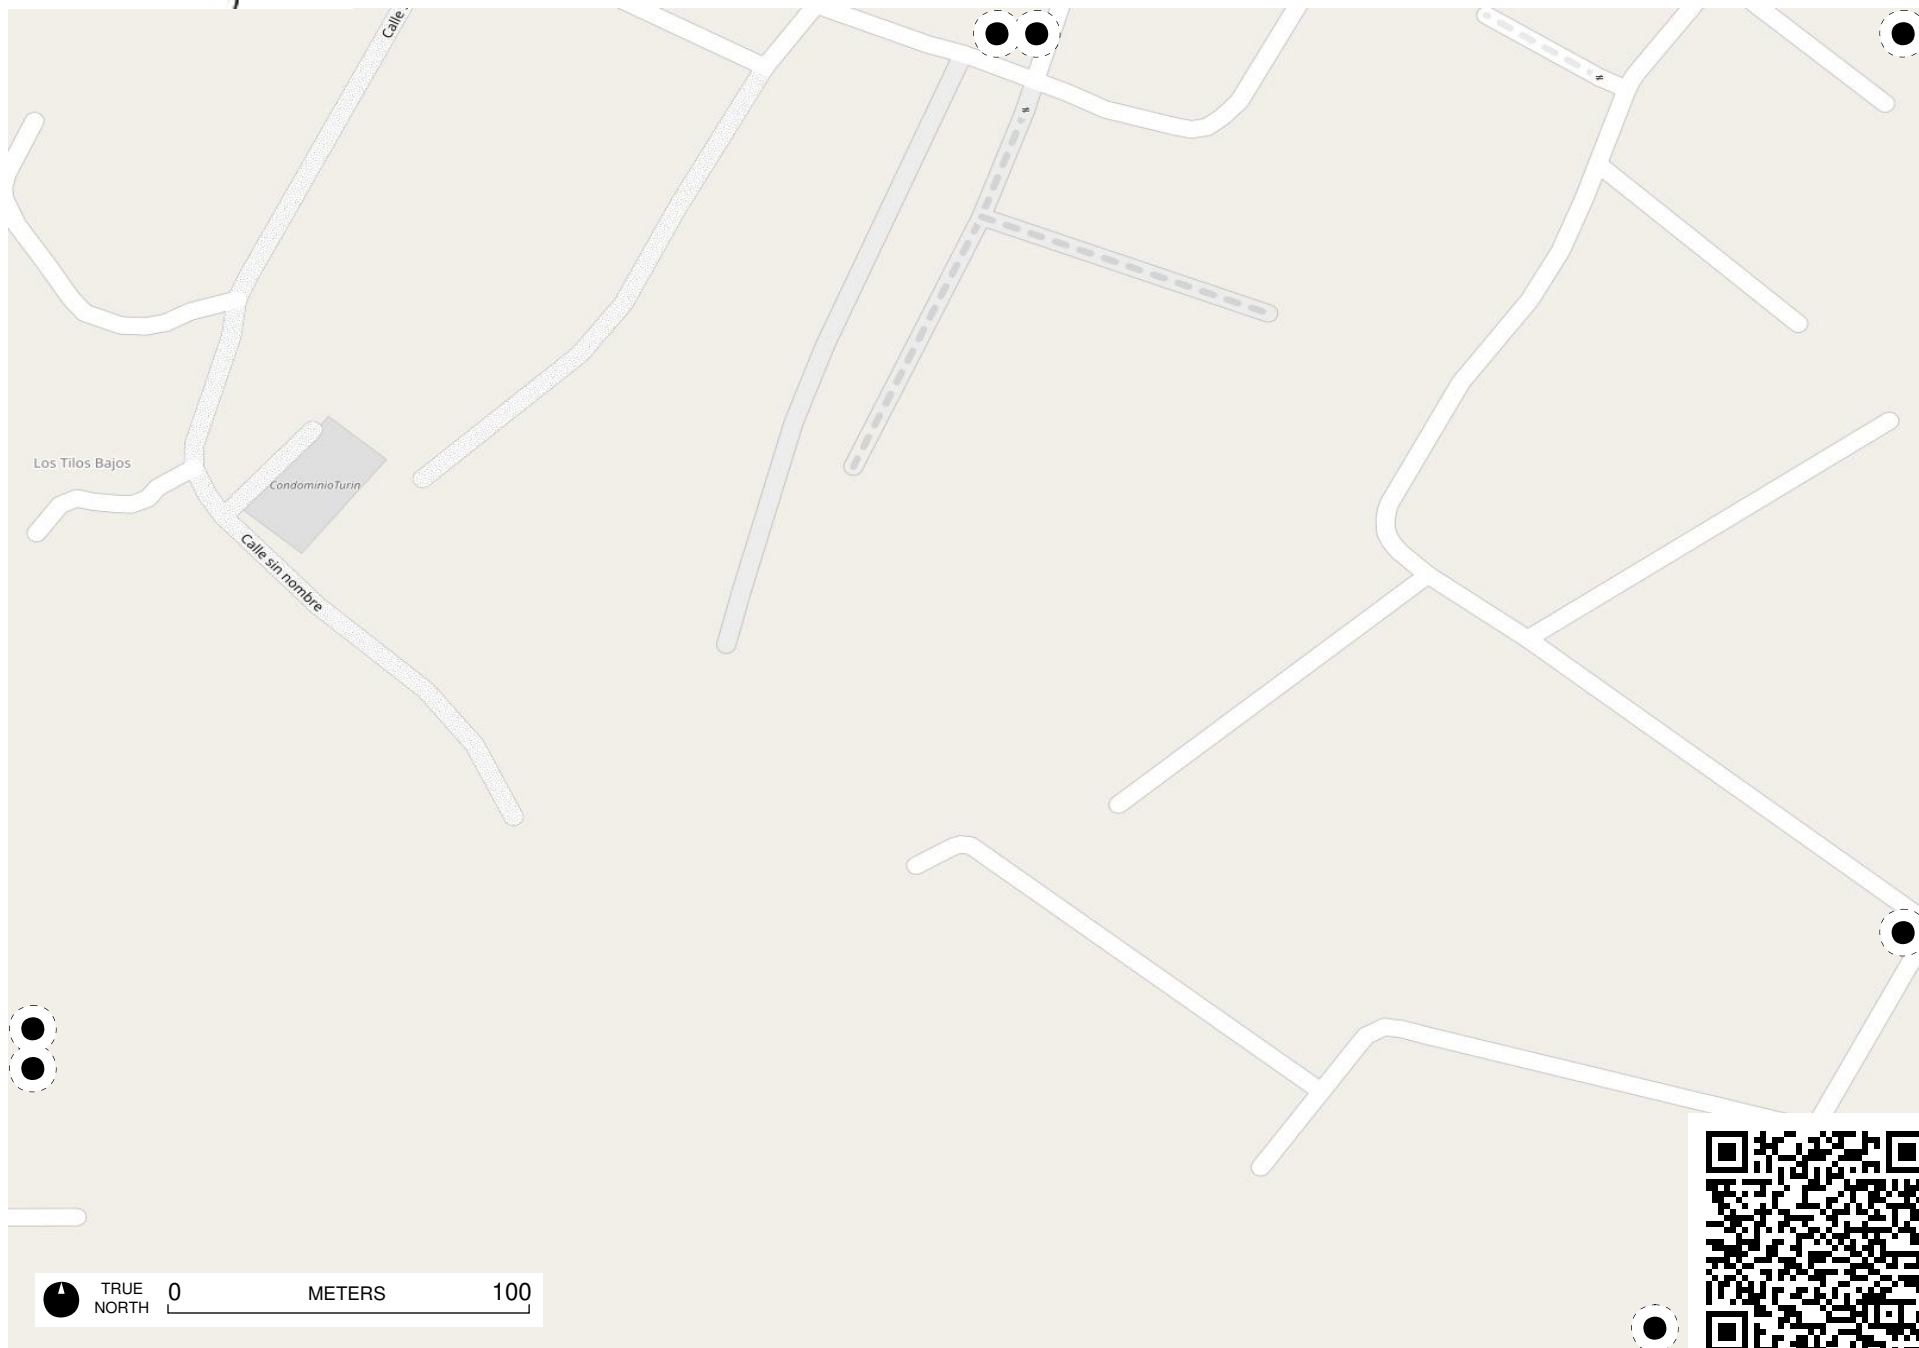 Calle
Los Tilos Bajos
CondominioTurin
Calle sin nombre
TRUE
NORTH
0 METERS 100